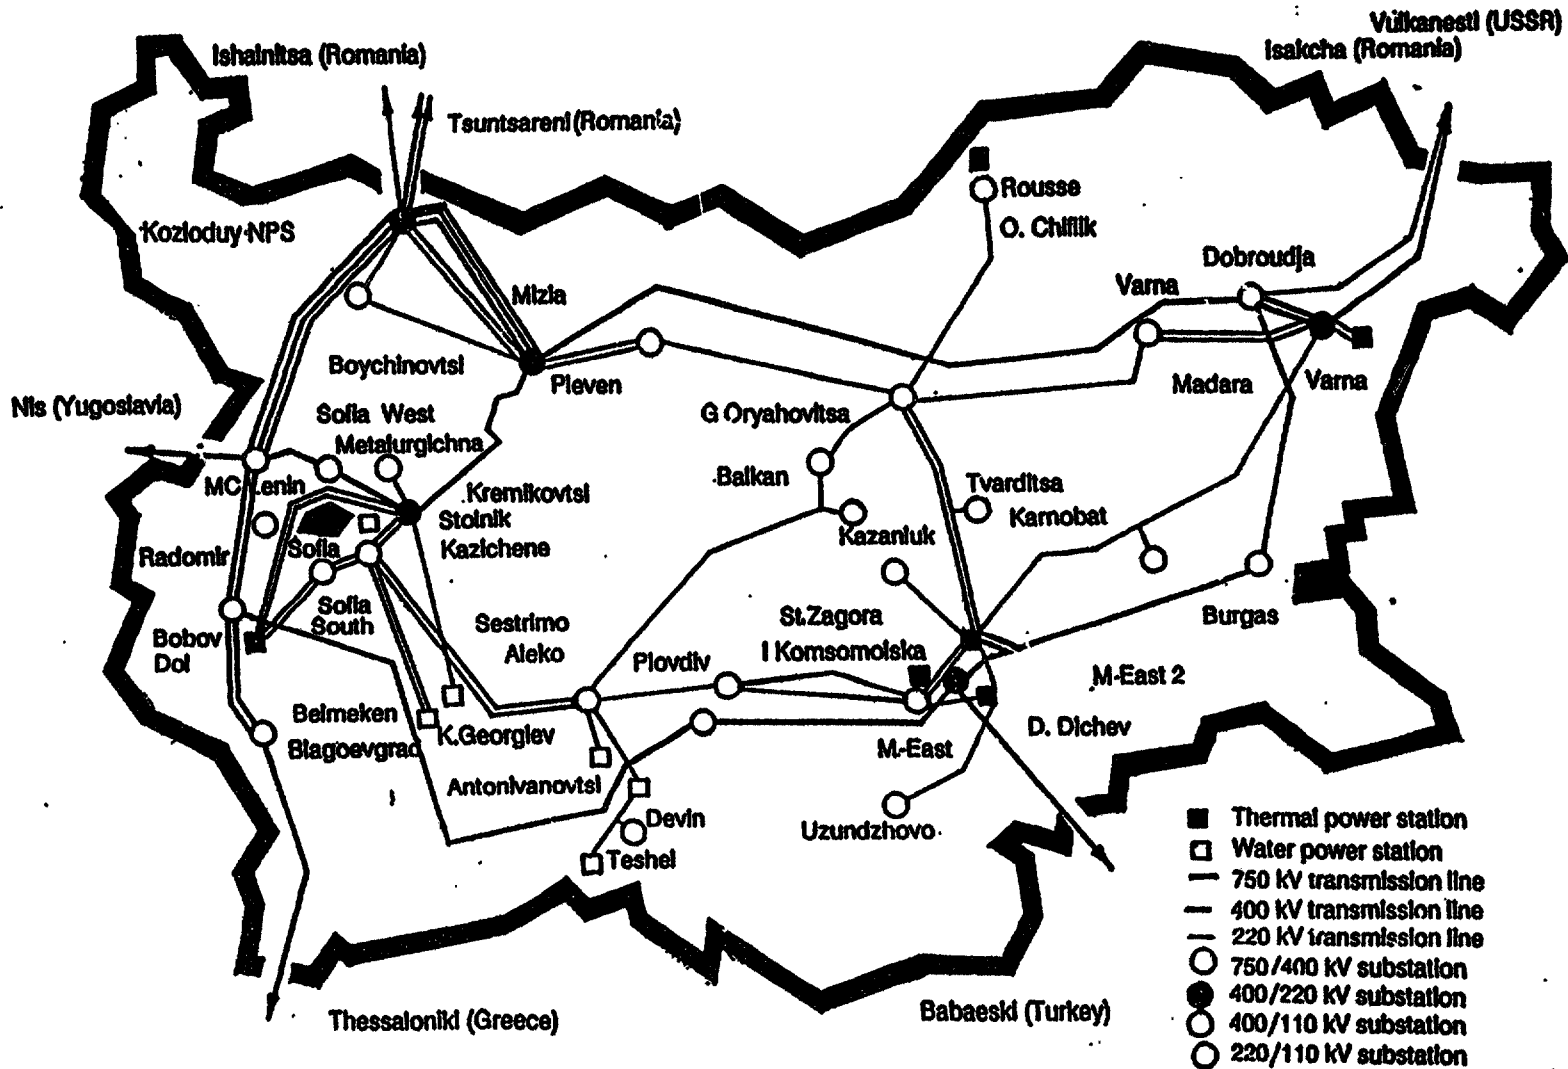 Vulkanesti (USSR)
Isakcha (Romania)
Ishalnitsa (Romania)
Tsuntsareni (Romania)
Rousse
O. Chiflik
Kozloduy NPS
Dobroudja
Varna
Mizia
Boychinovtsi
Pleven
Madara
Varna
Nis (Yugoslavia)
Sofia West
Metalurgichna
G Oryahovitsa
MC Lenin
Kremikovtsi
Balkan
Tvarditsa
Stolnik
Karnobat
Radomir
Sofia
Kazichene
Kazanluk
Sofia
South
Sestrimo
Aleko
St.Zagora
Burgas
Bobov
Dol
Plovdiv
I Komsomolska
M-East 2
Belmeken
K.Georgiev
D. Dichev
Blagoevgrad
M.-East
Antonivanovtsi
Devin
Uzundzhovo
Teshel
Thermal power station
Water power station
750 kV transmission line
400 kV transmission line
220 kV transmission line
750/400 kV substation
400/220 kV substation
400/110 kV substation
220/110 kV substation
Thessaloniki (Greece)
Babaeski (Turkey)